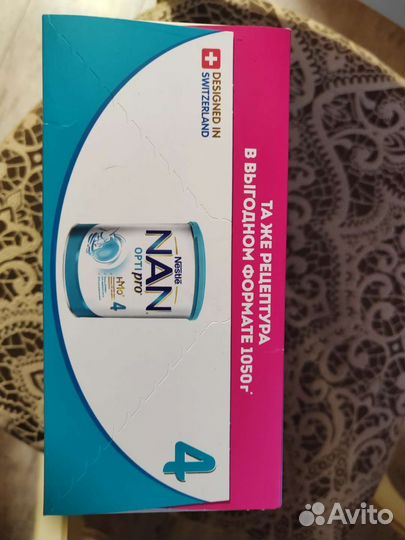 DESIGNED IN
SWITZERLAND
ТА ЖЕ РЕЦЕПТУРА
В ВЫГОДНОМ ФОРМАТЕ 1050г*
Nestlé
NAN
OPTIpro
HMO
4
4
Avito